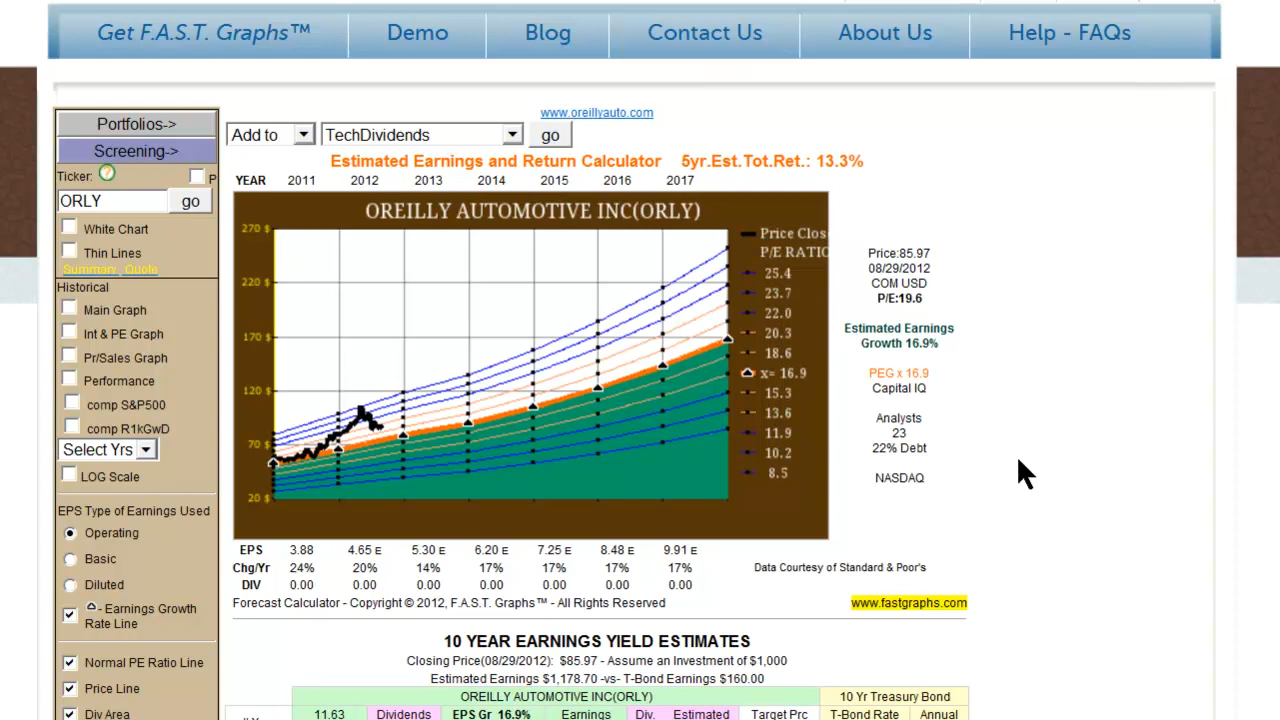 Get F.A.S.T. Graphs™ Demo Blog Contact Us About Us Help - FAQs
www.oreillyauto.com
Portfolios->
Screening->
Ticker: ? P
ORLY go
White Chart
Thin Lines
Summary Quote
Historical
Main Graph
Int & PE Graph
Pr/Sales Graph
Performance
comp S&P500
comp R1kGwD
Select Yrs
LOG Scale
EPS Type of Earnings Used
Operating
Basic
Diluted
- Earnings Growth
Rate Line
Normal PE Ratio Line
Price Line
Div Area
Add to TechDividends go
Estimated Earnings and Return Calculator 5yr.Est.Tot.Ret.: 13.3%
YEAR 2011 2012 2013 2014 2015 2016 2017
OREILLY AUTOMOTIVE INC(ORLY)
270 $
220 $
170 $
120 $
70 $
20 $
Price Clos
P/E RATIO
25.4
23.7
22.0
20.3
18.6
x= 16.9
15.3
13.6
11.9
10.2
8.5
Price:85.97
08/29/2012
COM USD
P/E:19.6
Estimated Earnings
Growth 16.9%
PEG x 16.9
Capital IQ
Analysts
23
22% Debt
NASDAQ
EPS 3.88 4.65 E 5.30 E 6.20 E 7.25 E 8.48 E 9.91 E
Chg/Yr 24% 20% 14% 17% 17% 17% 17%
DIV 0.00 0.00 0.00 0.00 0.00 0.00 0.00
Data Courtesy of Standard & Poor's
Forecast Calculator - Copyright © 2012, F.A.S.T. Graphs™ - All Rights Reserved
www.fastgraphs.com
10 YEAR EARNINGS YIELD ESTIMATES
Closing Price(08/29/2012): $85.97 - Assume an Investment of $1,000
Estimated Earnings $1,178.70 -vs- T-Bond Earnings $160.00
OREILLY AUTOMOTIVE INC(ORLY) 10 Yr Treasury Bond
11.63 Dividends EPS Gr 16.9% Earnings Div. Estimated Target Prc T-Bond Rate Annual